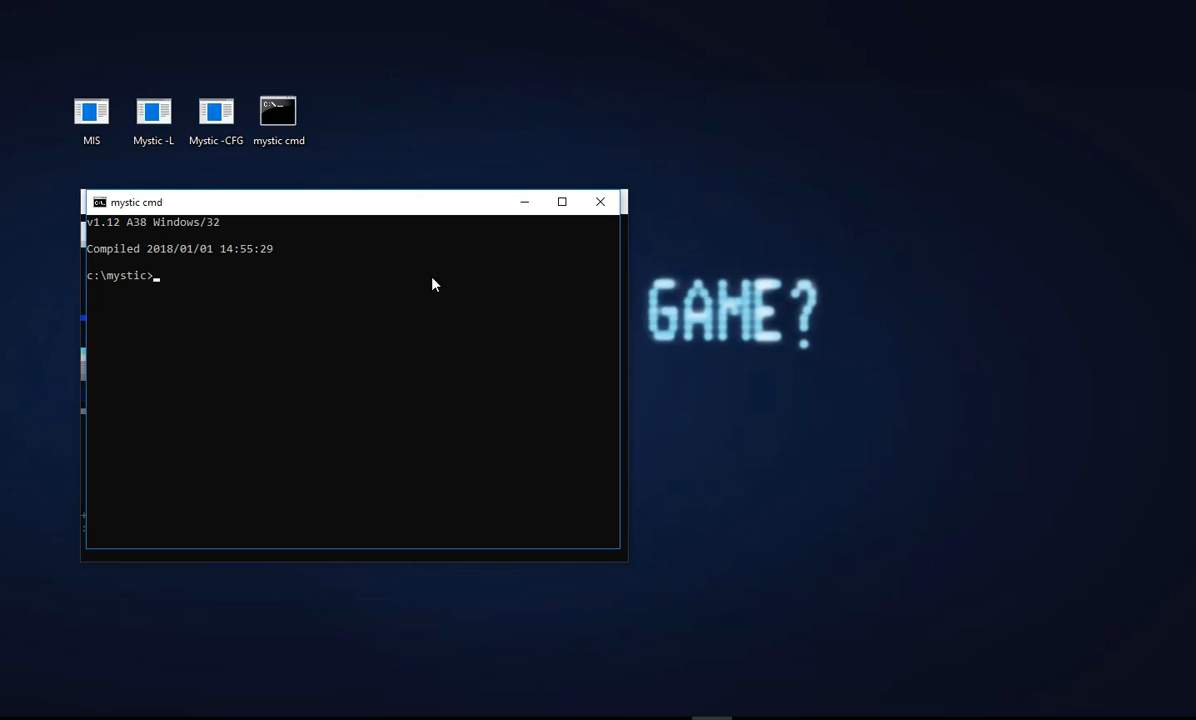 MIS
Mystic -L
Mystic -CFG
mystic cmd
mystic cmd
v1.12 A38 Windows/32
Compiled 2018/01/01 14:55:29
c:\mystic>
GAME?